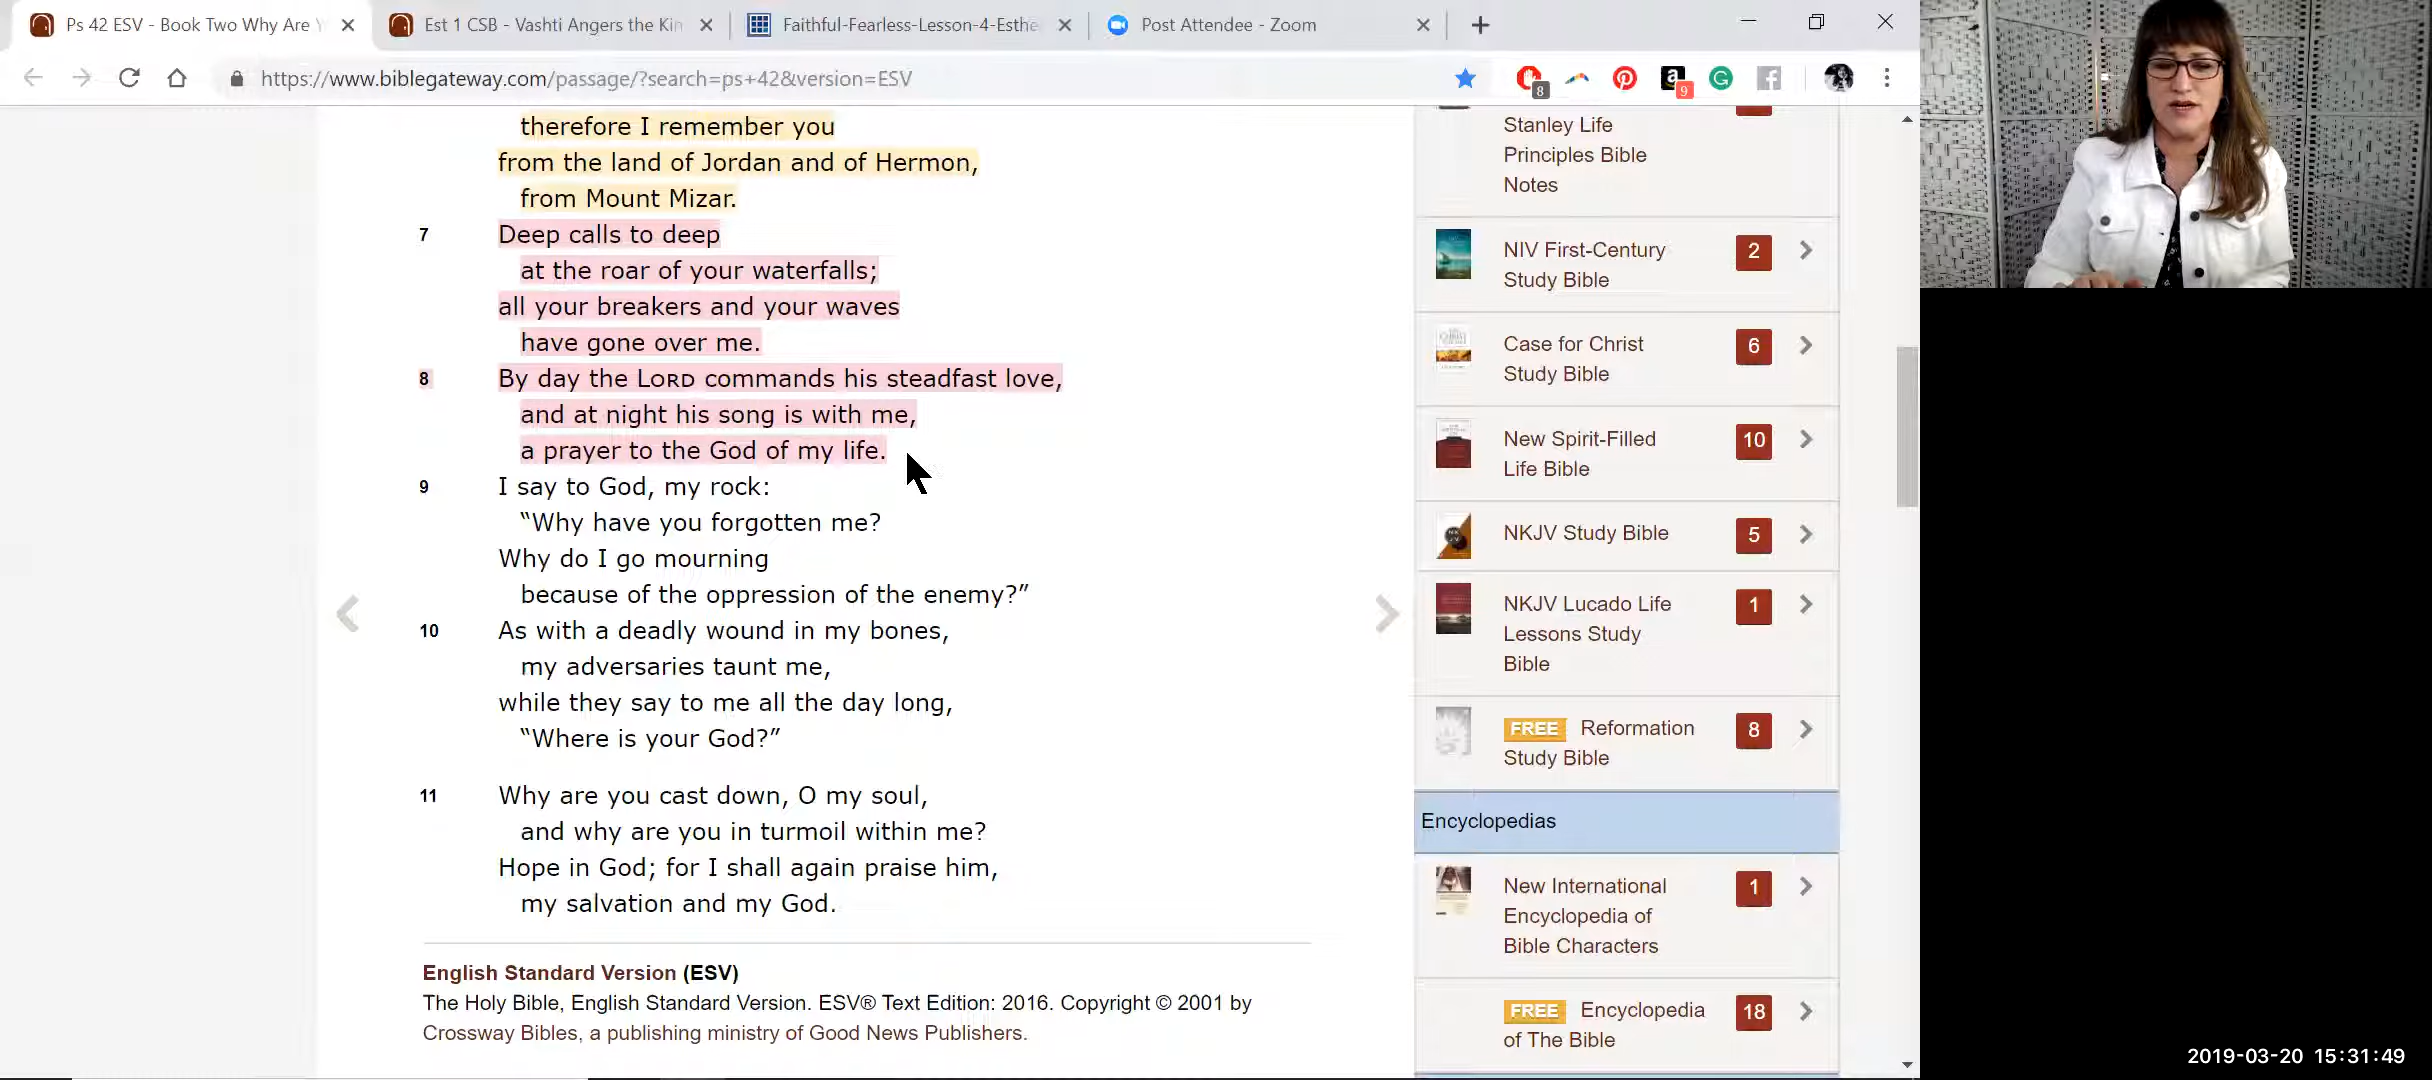 Ps 42 ESV - Book Two Why Are Y
Est 1 CSB - Vashti Angers the Kin
Faithful-Fearless-Lesson-4-Esthe
Post Attendee - Zoom
https://www.biblegateway.com/passage/?search=ps+42&version=ESV
8
9
therefore I remember you
from the land of Jordan and of Hermon,
from Mount Mizar.
7 Deep calls to deep
at the roar of your waterfalls;
all your breakers and your waves
have gone over me.
8 By day the LORD commands his steadfast love,
and at night his song is with me,
a prayer to the God of my life.
9 I say to God, my rock:
“Why have you forgotten me?
Why do I go mourning
because of the oppression of the enemy?”
10 As with a deadly wound in my bones,
my adversaries taunt me,
while they say to me all the day long,
“Where is your God?”
11 Why are you cast down, O my soul,
and why are you in turmoil within me?
Hope in God; for I shall again praise him,
my salvation and my God.
English Standard Version (ESV)
The Holy Bible, English Standard Version. ESV® Text Edition: 2016. Copyright © 2001 by
Crossway Bibles, a publishing ministry of Good News Publishers.
Stanley Life
Principles Bible
Notes
NIV First-Century
Study Bible
2
Case for Christ
Study Bible
6
New Spirit-Filled
Life Bible
10
NKJV Study Bible
5
NKJV Lucado Life
Lessons Study
Bible
1
FREE Reformation
Study Bible
8
Encyclopedias
New International
Encyclopedia of
Bible Characters
1
FREE Encyclopedia
of The Bible
18
2019-03-20 15:31:49